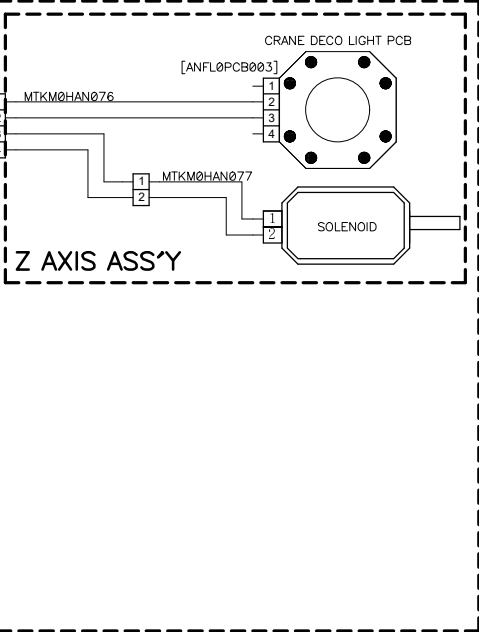 CRANE DECO LIGHT PCB
[ANFL0PCB003]
1
MTKM0HAN076
2
3
4
1
MTKM0HAN077
2
1
SOLENOID
2
Z AXIS ASS'Y